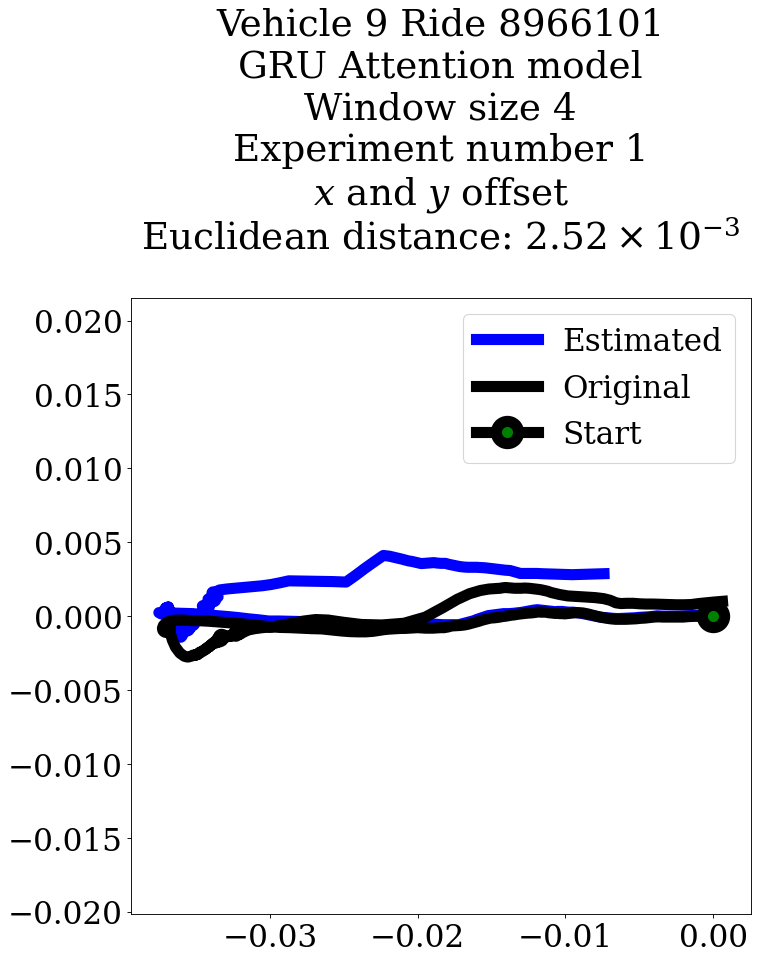 Vehicle 9 Ride 8966101
GRU Attention model
Window size 4
Experiment number 1
x and y offset
Euclidean distance: 2.52 × 10⁻³
Estimated
Original
Start
0.020
0.015
0.010
0.005
0.000
−0.005
−0.010
−0.015
−0.020
−0.03 −0.02 −0.01 0.00